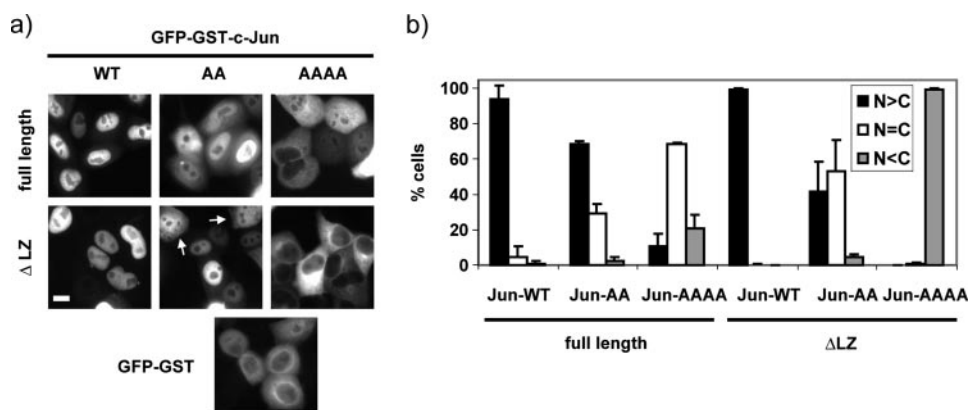 a)
GFP-GST-c-Jun
WT AA AAAA
full length
Δ LZ
GFP-GST
b)
% cells
100
80
60
40
20
0
N>C
N=C
N<C
Jun-WT Jun-AA Jun-AAAA Jun-WT Jun-AA Jun-AAAA
full length ΔLZ